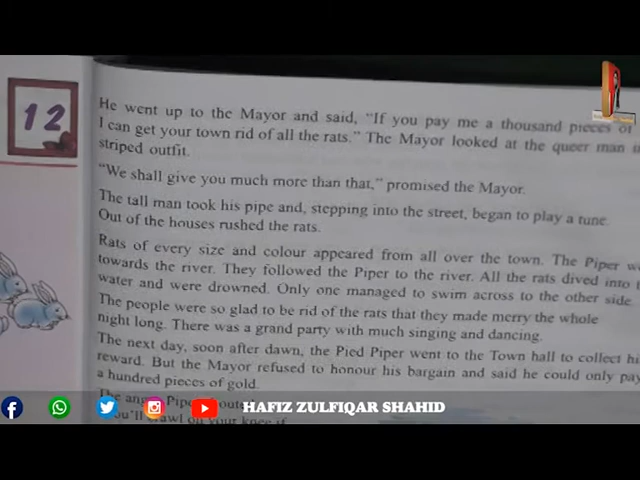 12
He went up to the Mayor and said, "If you pay me a thousand pieces of
I can get your town rid of all the rats." The Mayor looked at the queer man
striped outfit.
"We shall give you much more than that," promised the Mayor.
The tall man took his pipe and, stepping into the street, began to play a tune.
Out of the houses rushed the rats.
Rats of every size and colour appeared from all over the town. The Piper
towards the river. They followed the Piper to the river. All the rats dived into
water and were drowned. Only one managed to swim across to the other side.
The people were so glad to be rid of the rats that they made merry the whole
night long. There was a grand party with much singing and dancing.
The next day, soon after dawn, the Pied Piper went to the Town hall to collect
reward. But the Mayor refused to honour his bargain and said he could only pay
a hundred pieces of gold.
HAFIZ ZULFIQAR SHAHID
crawl on your knee if